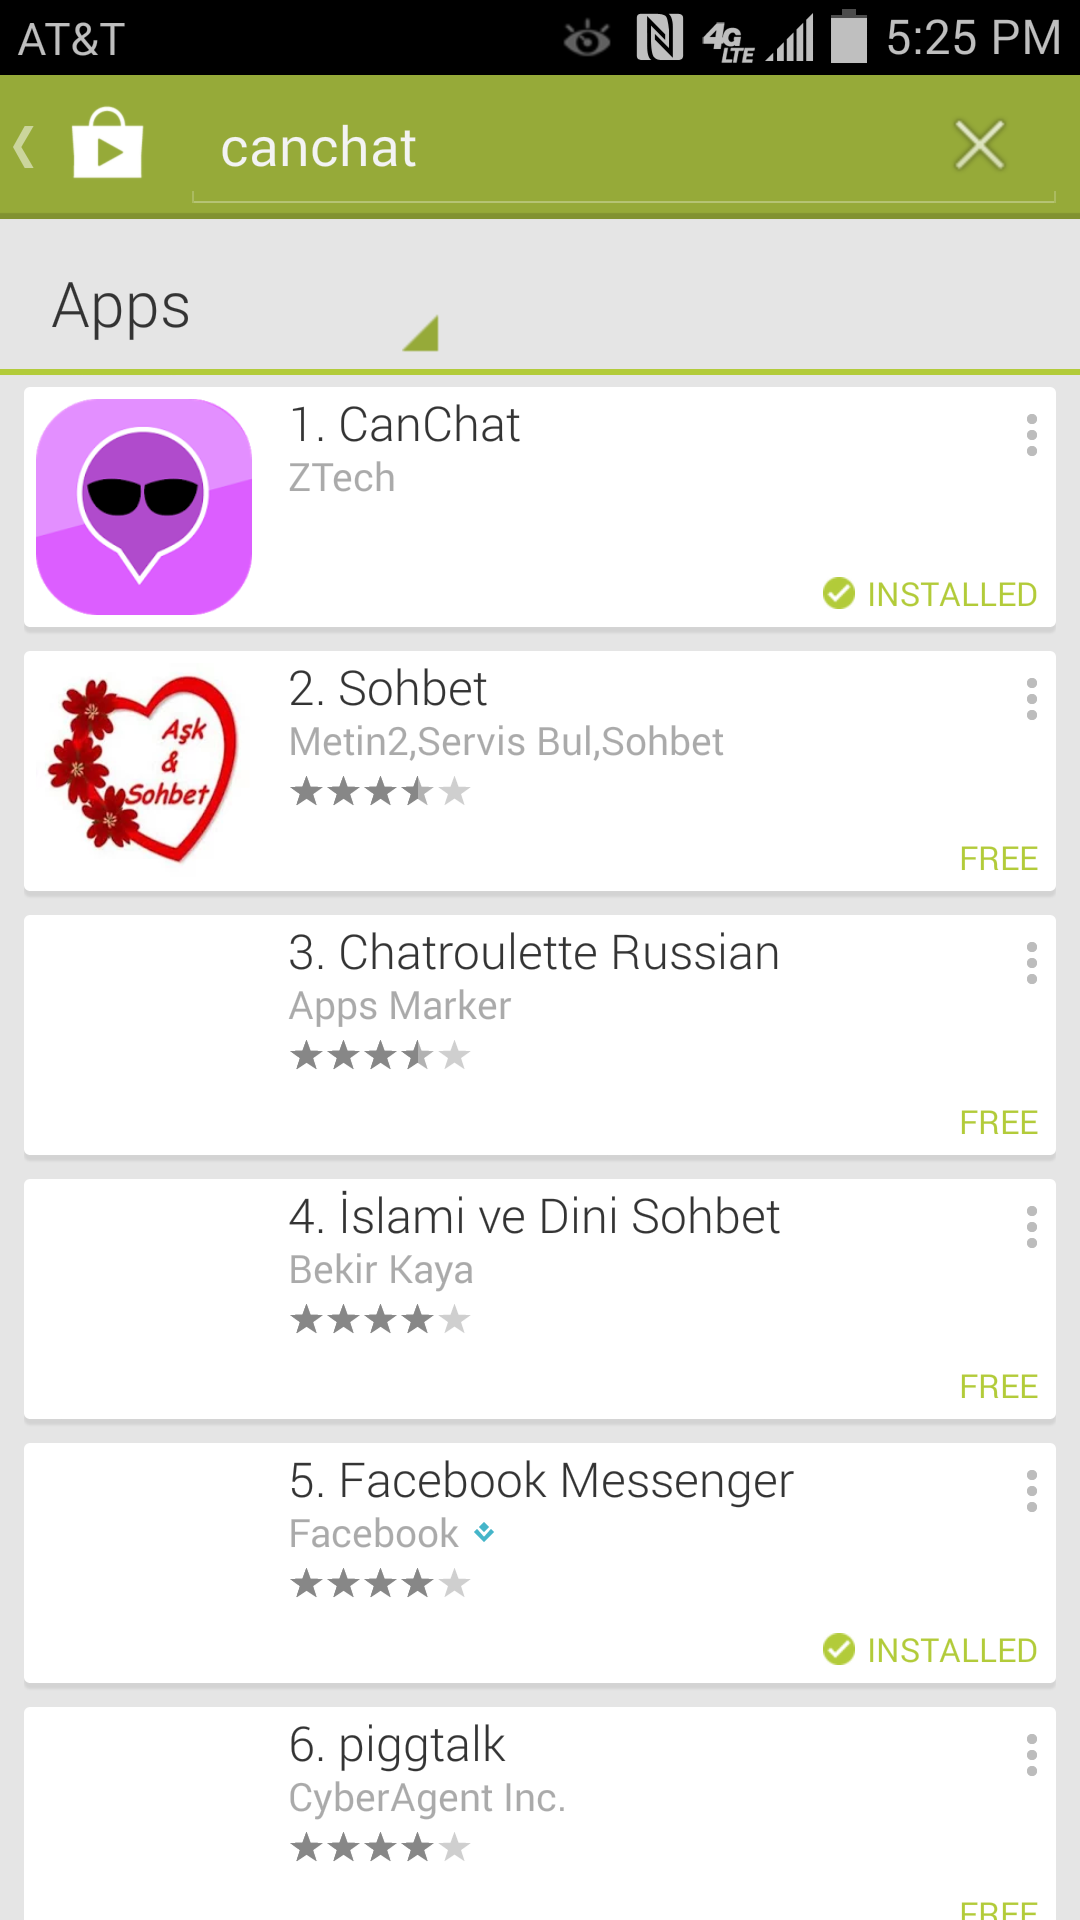 AT&T 4G LTE 5:25 PM
canchat
Apps
1. CanChat
ZTech
INSTALLED
2. Sohbet
Metin2,Servis Bul,Sohbet
Aşk
&
Sohbet
FREE
3. Chatroulette Russian
Apps Marker
FREE
4. İslami ve Dini Sohbet
Bekir Kaya
FREE
5. Facebook Messenger
Facebook
INSTALLED
6. piggtalk
CyberAgent Inc.
FREE